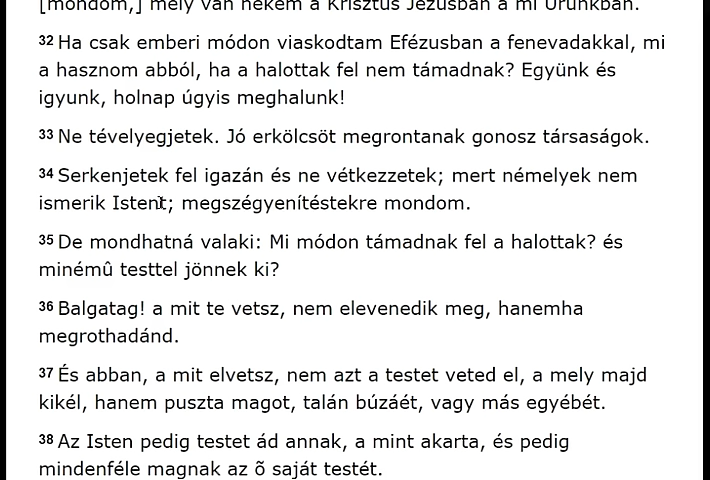 [mondom,] mely van nékem a Krisztus Jézusban a mi Urunkban.
32 Ha csak emberi módon viaskodtam Efézusban a fenevadakkal, mi
a hasznom abból, ha a halottak fel nem támadnak? Együnk és
igyunk, holnap úgyis meghalunk!
33 Ne tévelyegjetek. Jó erkölcsöt megrontanak gonosz társaságok.
34 Serkenjetek fel igazán és ne vétkezzetek; mert némelyek nem
ismerik Istent; megszégyenítéstekre mondom.
35 De mondhatná valaki: Mi módon támadnak fel a halottak? és
minémû testtel jönnek ki?
36 Balgatag! a mit te vetsz, nem elevenedik meg, hanemha
megrothadánd.
37 És abban, a mit elvetsz, nem azt a testet veted el, a mely majd
kikél, hanem puszta magot, talán búzáét, vagy más egyébét.
38 Az Isten pedig testet ád annak, a mint akarta, és pedig
mindenféle magnak az õ saját testét.